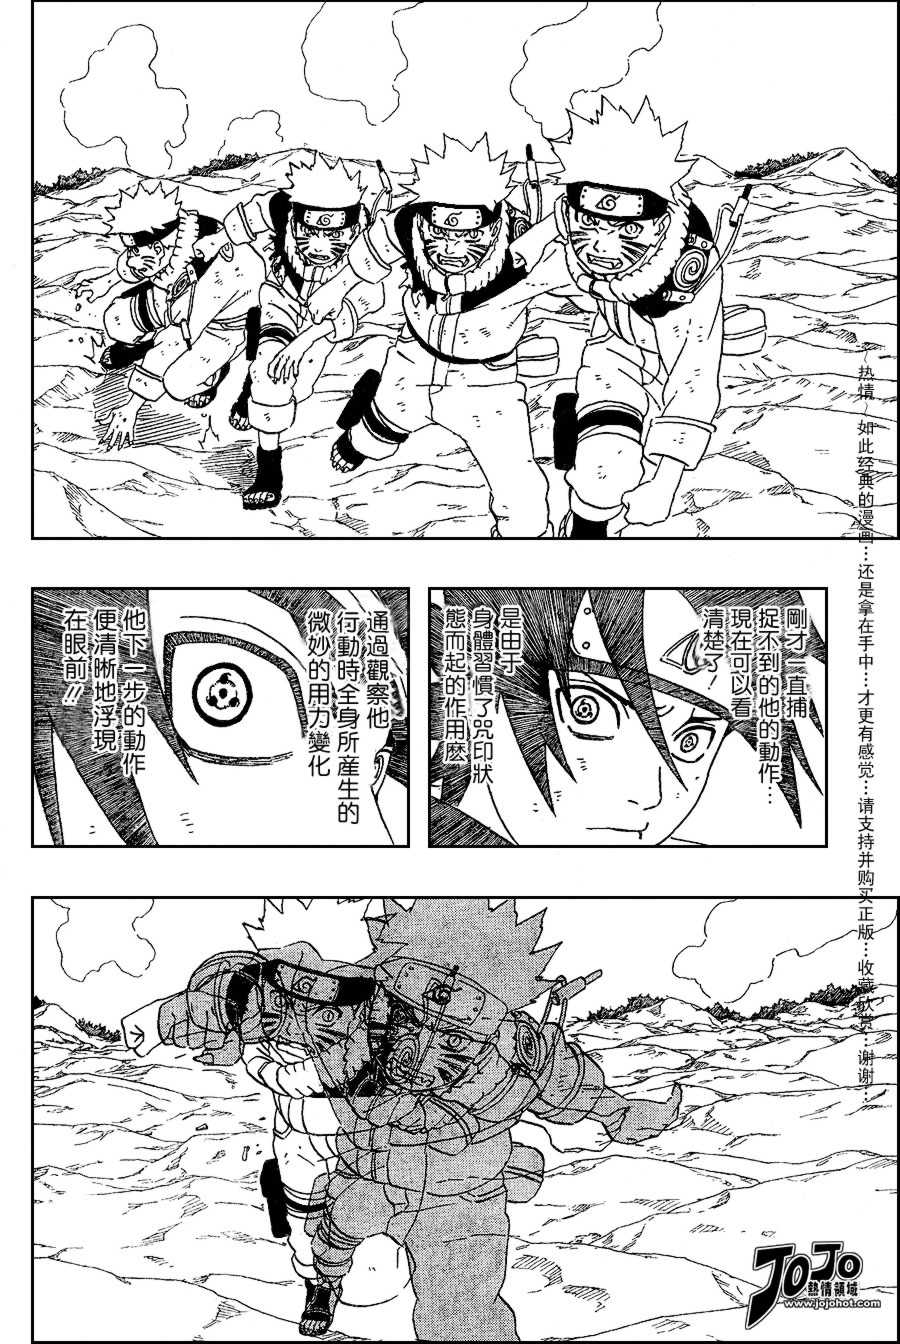 剛才一直捕
捉不到的他的動作…
現在可以看
清楚！
是由于
身體習慣了咒印狀
態而起的作用麽
通過觀察他
行動時全身所産生的
微妙的用力變化
他下一步的動作
便清晰地浮現
在眼前!!
热情…如此经典的漫画…还是拿在手中…才更有感觉…请支持并购买正版…收藏欣赏…谢谢…
JOJO
熱情領域
www.jojohot.com